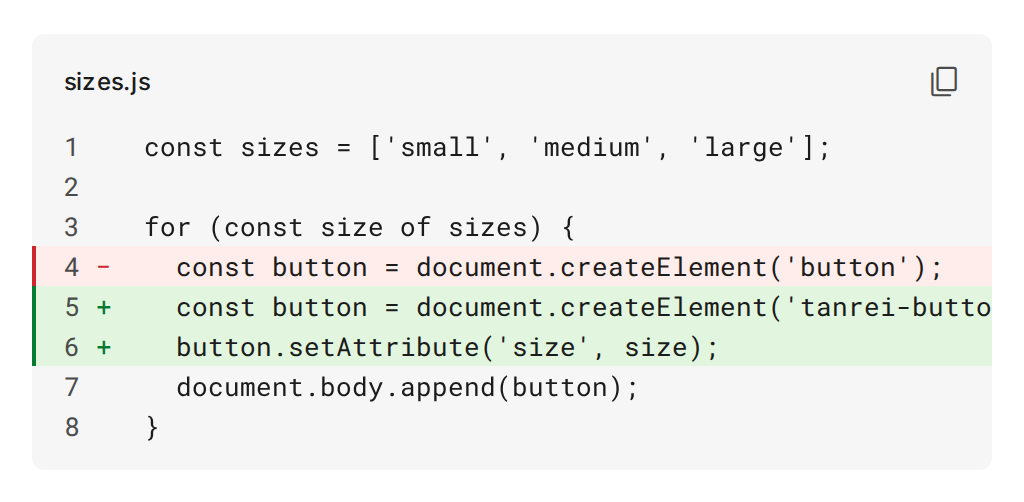 sizes.js
1 const sizes = ['small', 'medium', 'large'];
2
3 for (const size of sizes) {
4 −   const button = document.createElement('button');
5 +   const button = document.createElement('tanrei-butto
6 +   button.setAttribute('size', size);
7   document.body.append(button);
8 }